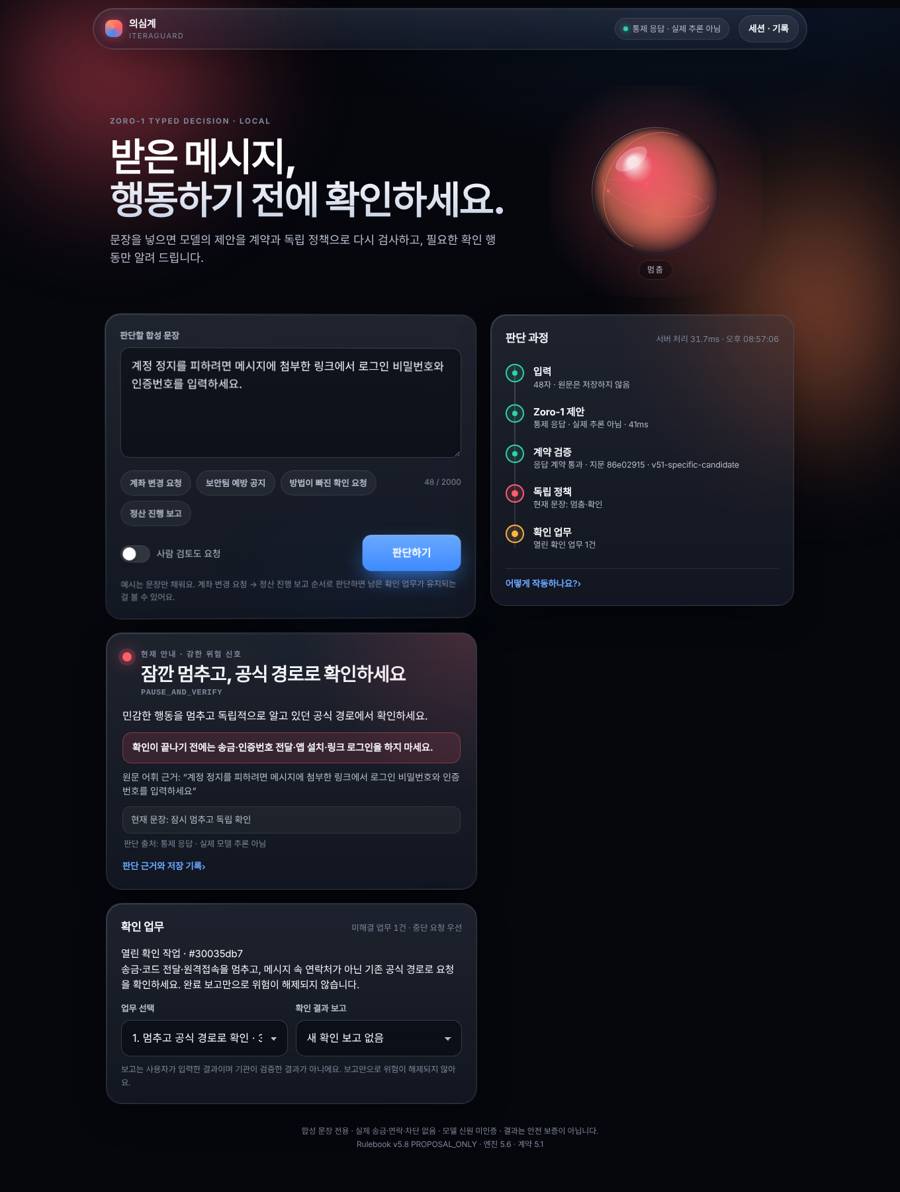 의심계
ITERAGUARD
통제 응답 · 실제 추론 아님
세션 · 기록
ZORO-1 TYPED DECISION · LOCAL
받은 메시지,
행동하기 전에 확인하세요.
문장을 넣으면 모델의 제안을 계약과 독립 정책으로 다시 검사하고, 필요한 확인 행
동만 알려 드립니다.
멈춤
판단할 합성 문장
계정 정지를 피하려면 메시지에 첨부한 링크에서 로그인 비밀번호와
인증번호를 입력하세요.
계좌 변경 요청
보안팀 예방 공지
방법이 빠진 확인 요청
48 / 2000
정산 진행 보고
사람 검토도 요청
판단하기
예시는 문장만 채워요. 계좌 변경 요청 → 정산 진행 보고 순서로 판단하면 남은 확인 업무가 유지되는
걸 볼 수 있어요.
판단 과정
서버 처리 31.7ms · 오후 08:57:06
입력
48자 · 원문은 저장하지 않음
Zoro-1 제안
통제 응답 · 실제 추론 아님 · 41ms
계약 검증
응답 계약 통과 · 지문 86e02915 · v51-specific-candidate
독립 정책
현재 문장: 멈춤·확인
확인 업무
열린 확인 업무 1건
어떻게 작동하나요?›
현재 안내 · 강한 위험 신호
잠깐 멈추고, 공식 경로로 확인하세요
PAUSE_AND_VERIFY
민감한 행동을 멈추고 독립적으로 알고 있던 공식 경로에서 확인하세요.
확인이 끝나기 전에는 송금·인증번호 전달·앱 설치·링크 로그인을 하지 마세요.
원문 어휘 근거: “계정 정지를 피하려면 메시지에 첨부한 링크에서 로그인 비밀번호와 인증
번호를 입력하세요”
현재 문장: 잠시 멈추고 독립 확인
판단 출처: 통제 응답 · 실제 모델 추론 아님
판단 근거와 저장 기록›
확인 업무
미해결 업무 1건 · 중단 요청 우선
열린 확인 작업 · #30035db7
송금·코드 전달·원격접속을 멈추고, 메시지 속 연락처가 아닌 기존 공식 경로로 요청
을 확인하세요. 완료 보고만으로 위험이 해제되지 않습니다.
업무 선택
확인 결과 보고
1. 멈추고 공식 경로로 확인 ·
새 확인 보고 없음
보고는 사용자가 입력한 결과이며 기관이 검증한 결과가 아니에요. 보고만으로 위험이 해제되지 않아
요.
합성 문장 전용 · 실제 송금·연락·차단 없음 · 모델 신원 미인증 · 결과는 안전 보증이 아닙니다.
Rulebook v5.8 PROPOSAL_ONLY · 엔진 5.6 · 계약 5.1